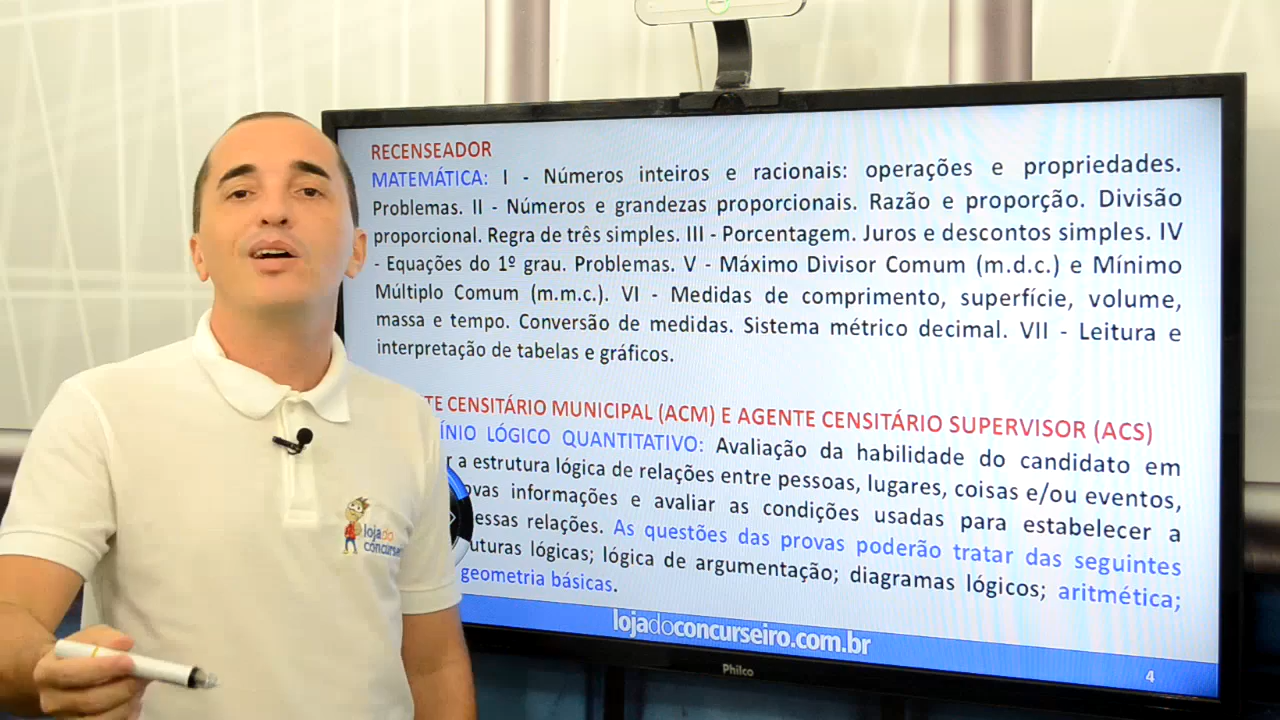 RECENSEADOR
MATEMÁTICA: I - Números inteiros e racionais: operações e propriedades.
Problemas. II - Números e grandezas proporcionais. Razão e proporção. Divisão
proporcional. Regra de três simples. III - Porcentagem. Juros e descontos simples. IV
- Equações do 1º grau. Problemas. V - Máximo Divisor Comum (m.d.c.) e Mínimo
Múltiplo Comum (m.m.c.). VI - Medidas de comprimento, superfície, volume,
massa e tempo. Conversão de medidas. Sistema métrico decimal. VII - Leitura e
interpretação de tabelas e gráficos.
TE CENSITÁRIO MUNICIPAL (ACM) E AGENTE CENSITÁRIO SUPERVISOR (ACS)
ÍNIO LÓGICO QUANTITATIVO: Avaliação da habilidade do candidato em
r a estrutura lógica de relações entre pessoas, lugares, coisas e/ou eventos,
ovas informações e avaliar as condições usadas para estabelecer a
essas relações. As questões das provas poderão tratar das seguintes
uturas lógicas; lógica de argumentação; diagramas lógicos; aritmética;
geometria básicas.
lojadoconcurseiro.com.br
4
Philco
lojado
concurse